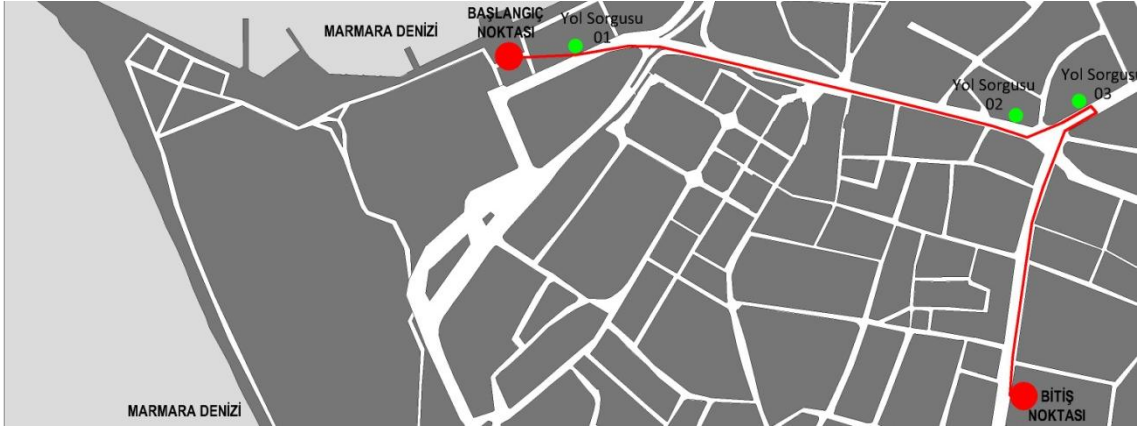 MARMARA DENİZİ
BAŞLANGIÇ
NOKTASI
Yol Sorgusu
01
Yol Sorgusu
02
Yol Sorgusu
03
MARMARA DENİZİ
BİTİŞ
NOKTASI